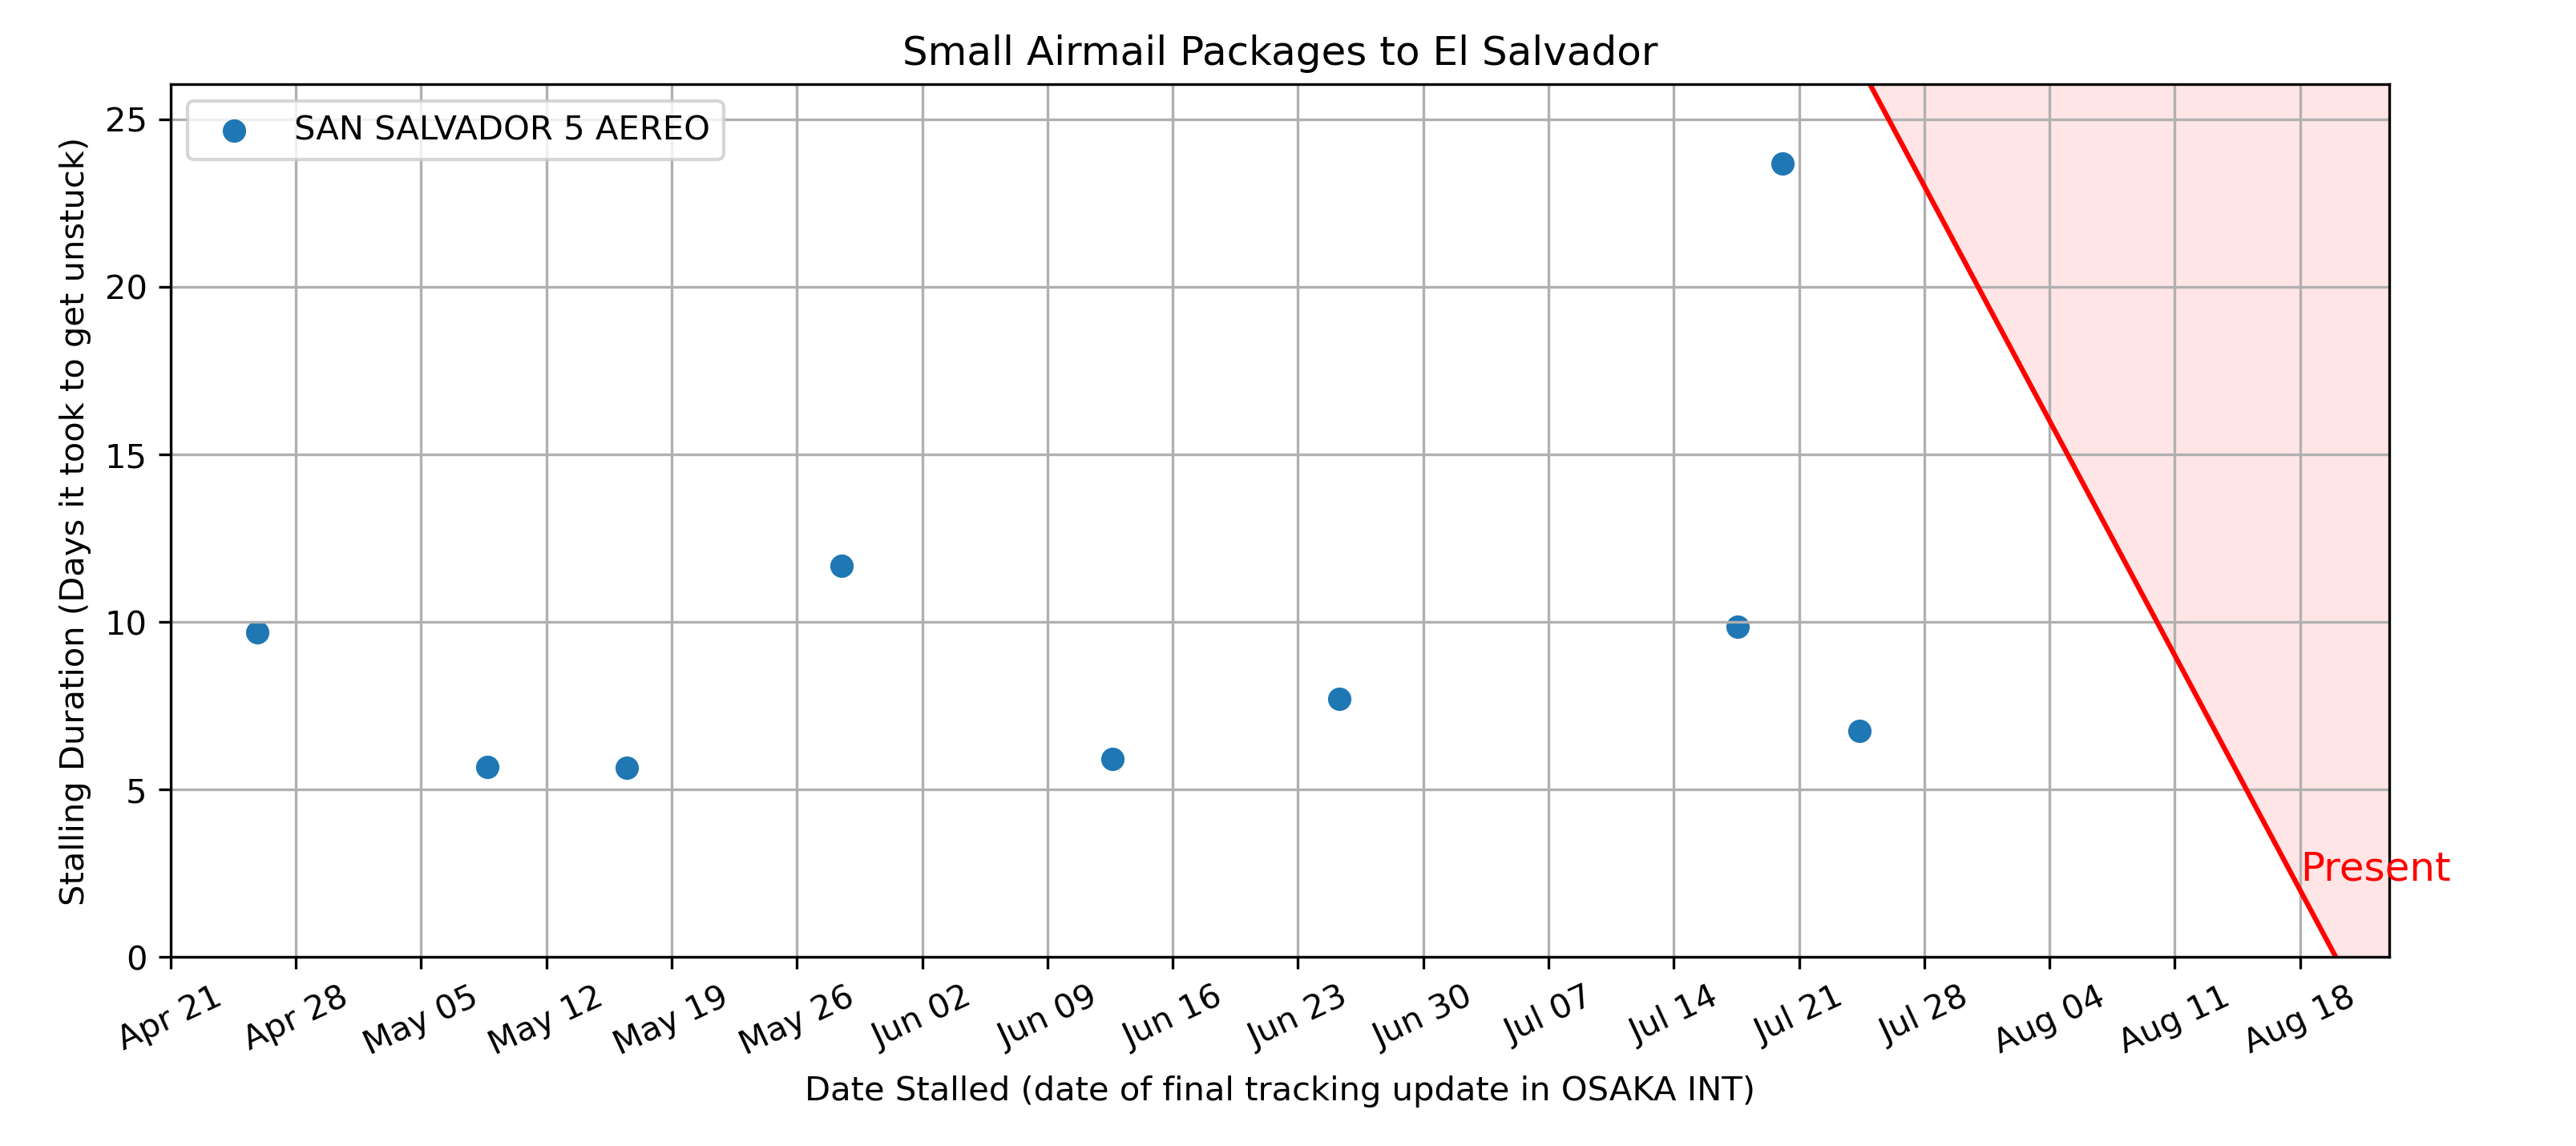 Small Airmail Packages to El Salvador
SAN SALVADOR 5 AEREO
Stalling Duration (Days it took to get unstuck)
25
20
15
10
5
0
Present
Apr 21
Apr 28
May 05
May 12
May 19
May 26
Jun 02
Jun 09
Jun 16
Jun 23
Jun 30
Jul 07
Jul 14
Jul 21
Jul 28
Aug 04
Aug 11
Aug 18
Date Stalled (date of final tracking update in OSAKA INT)